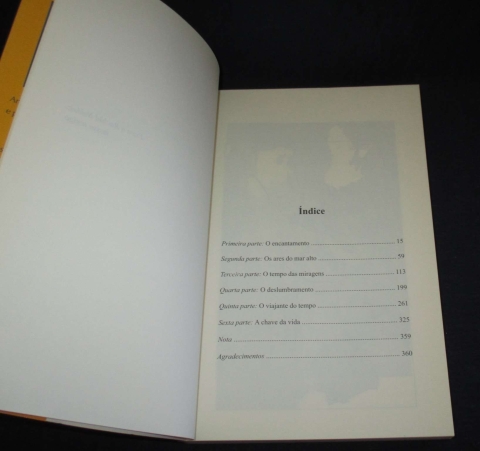 Índice
Primeira parte: O encantamento 15
Segunda parte: Os ares do mar alto 59
Terceira parte: O tempo das miragens 113
Quarta parte: O deslumbramento 199
Quinta parte: O viajante do tempo 261
Sexta parte: A chave da vida 325
Nota 359
Agradecimentos 360